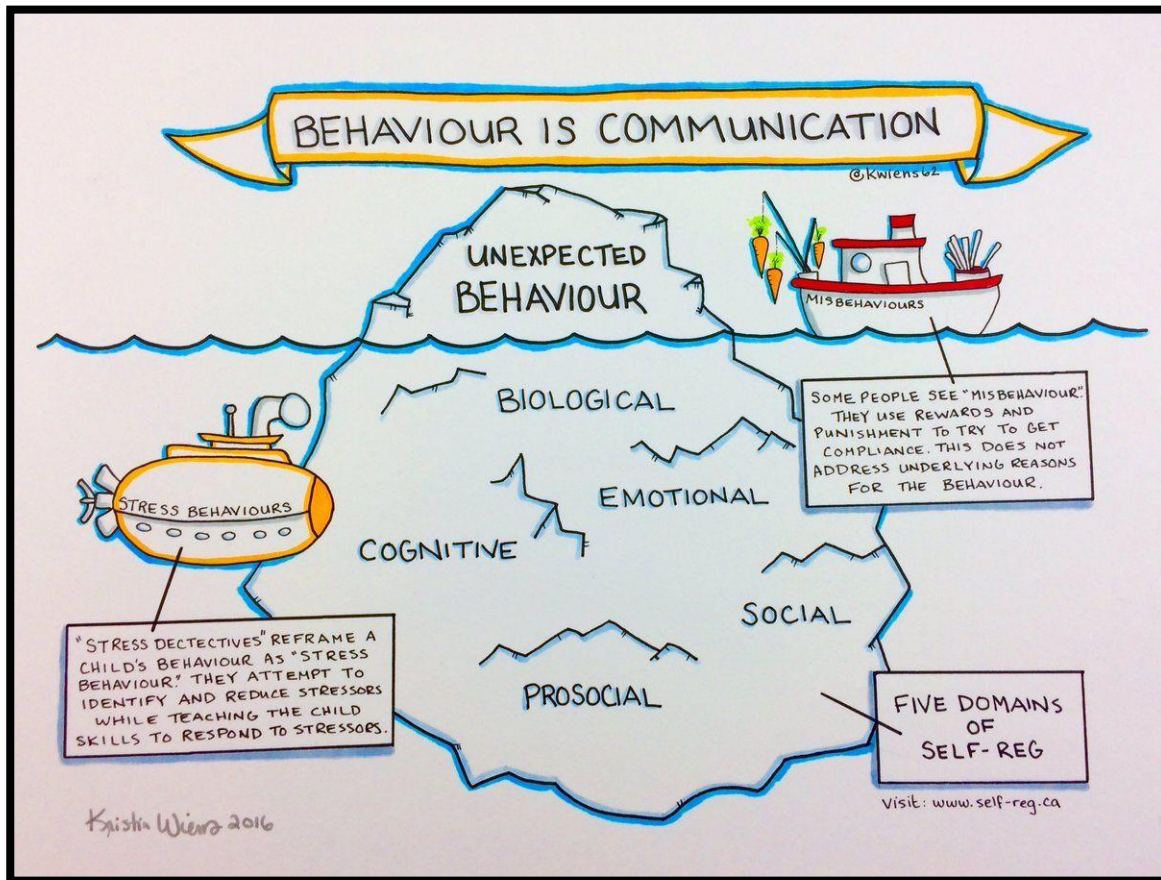 BEHAVIOUR IS COMMUNICATION
@Kwiens62
UNEXPECTED
BEHAVIOUR
MISBEHAVIOURS
BIOLOGICAL
SOME PEOPLE SEE "MISBEHAVIOUR."
THEY USE REWARDS AND
PUNISHMENT TO TRY TO GET
COMPLIANCE. THIS DOES NOT
ADDRESS UNDERLYING REASONS
FOR THE BEHAVIOUR.
EMOTIONAL
STRESS BEHAVIOURS
COGNITIVE
SOCIAL
"STRESS DECTECTIVES" REFRAME A
CHILD'S BEHAVIOUR AS "STRESS
BEHAVIOUR." THEY ATTEMPT TO
IDENTIFY AND REDUCE STRESSORS
WHILE TEACHING THE CHILD
SKILLS TO RESPOND TO STRESSORS.
PROSOCIAL
FIVE DOMAINS
OF
SELF-REG
Visit: www.self-reg.ca
Kristin Wiens 2016